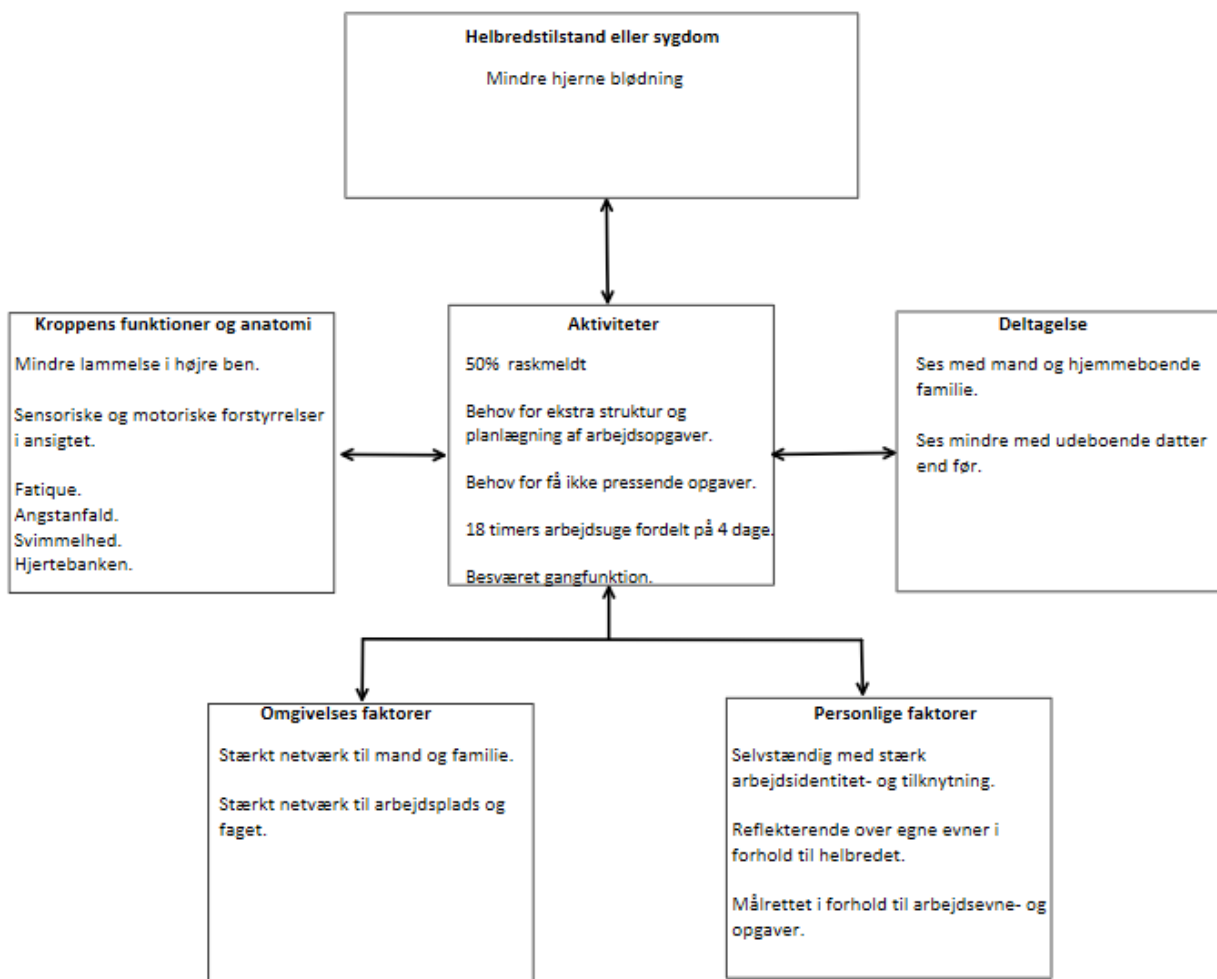 Helbredstilstand eller sygdom
Mindre hjerne blødning
Kroppens funktioner og anatomi
Mindre lammelse i højre ben.
Sensoriske og motoriske forstyrrelser
i ansigtet.
Fatique.
Angstanfald.
Svimmelhed.
Hjertebanken.
Aktiviteter
50% raskmeldt
Behov for ekstra struktur og
planlægning af arbejdsopgaver.
Behov for få ikke pressende opgaver.
18 timers arbejdsuge fordelt på 4 dage.
Besværet gangfunktion.
Deltagelse
Ses med mand og hjemmeboende
familie.
Ses mindre med udeboende datter
end før.
Omgivelses faktorer
Stærkt netværk til mand og familie.
Stærkt netværk til arbejdsplads og
faget.
Personlige faktorer
Selvstændig med stærk
arbejdsidentitet- og tilknytning.
Reflekterende over egne evner i
forhold til helbredet.
Målrettet i forhold til arbejdsevne- og
opgaver.